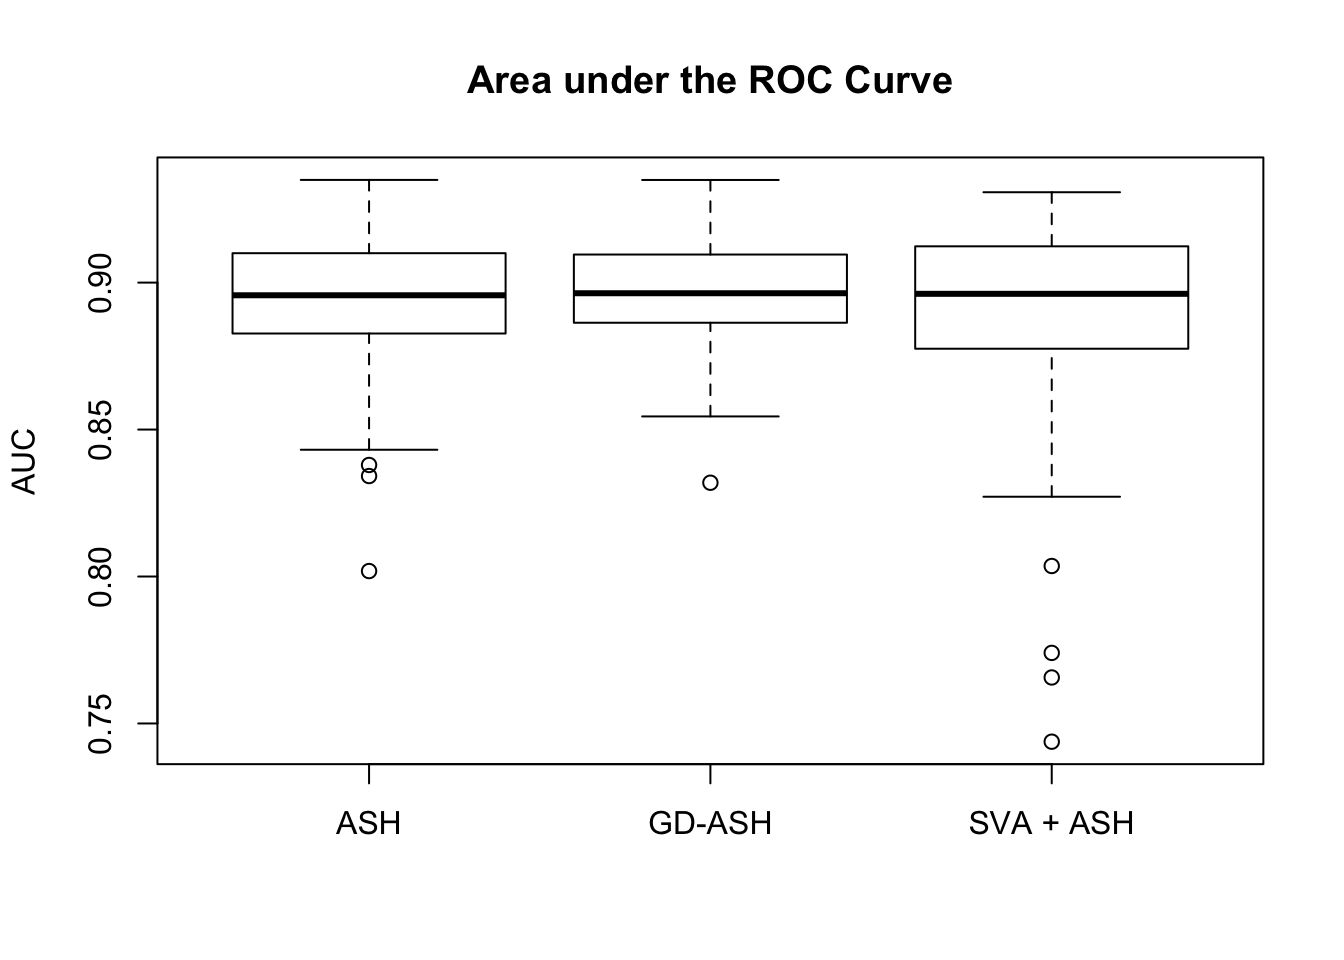 Area under the ROC Curve
AUC
0.90
0.85
0.80
0.75
ASH
GD-ASH
SVA + ASH